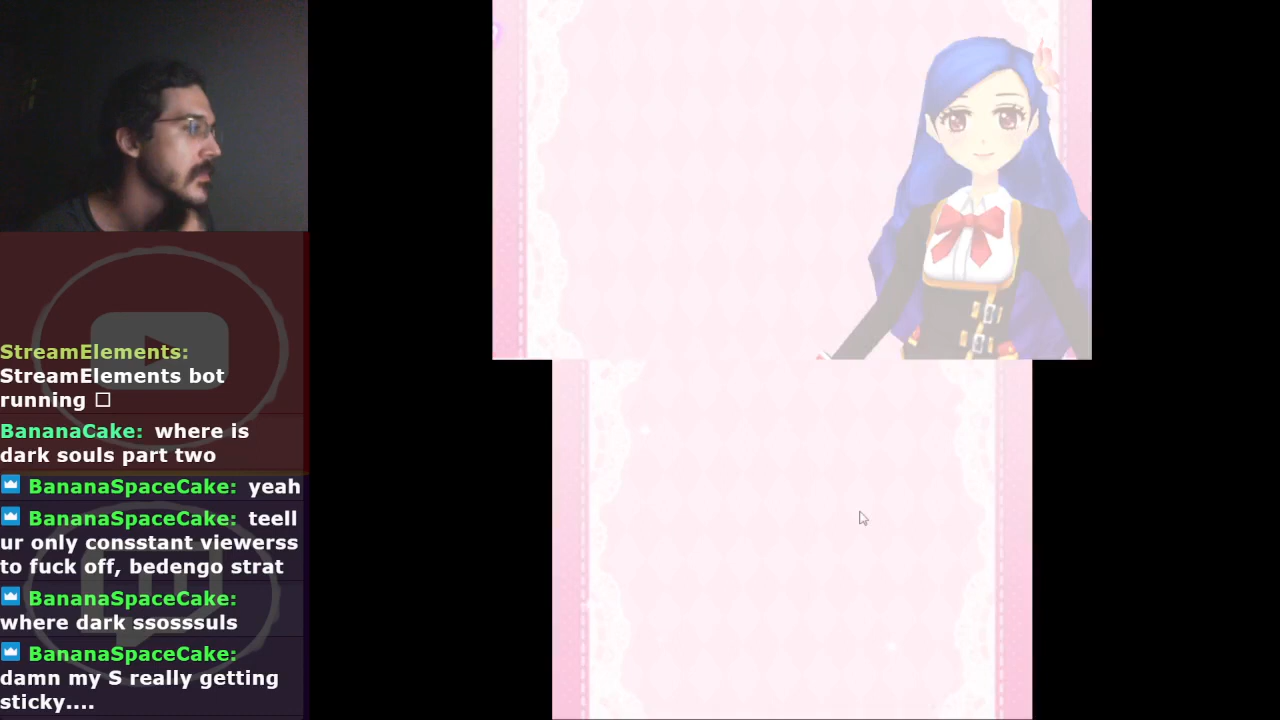 StreamElements:
StreamElements bot
running □
BananaCake: where is
dark souls part two
BananaSpaceCake: yeah
BananaSpaceCake: teell
ur only consstant viewerss
to fuck off, bedengo strat
BananaSpaceCake:
where dark ssosssuls
BananaSpaceCake:
damn my S really getting
sticky....